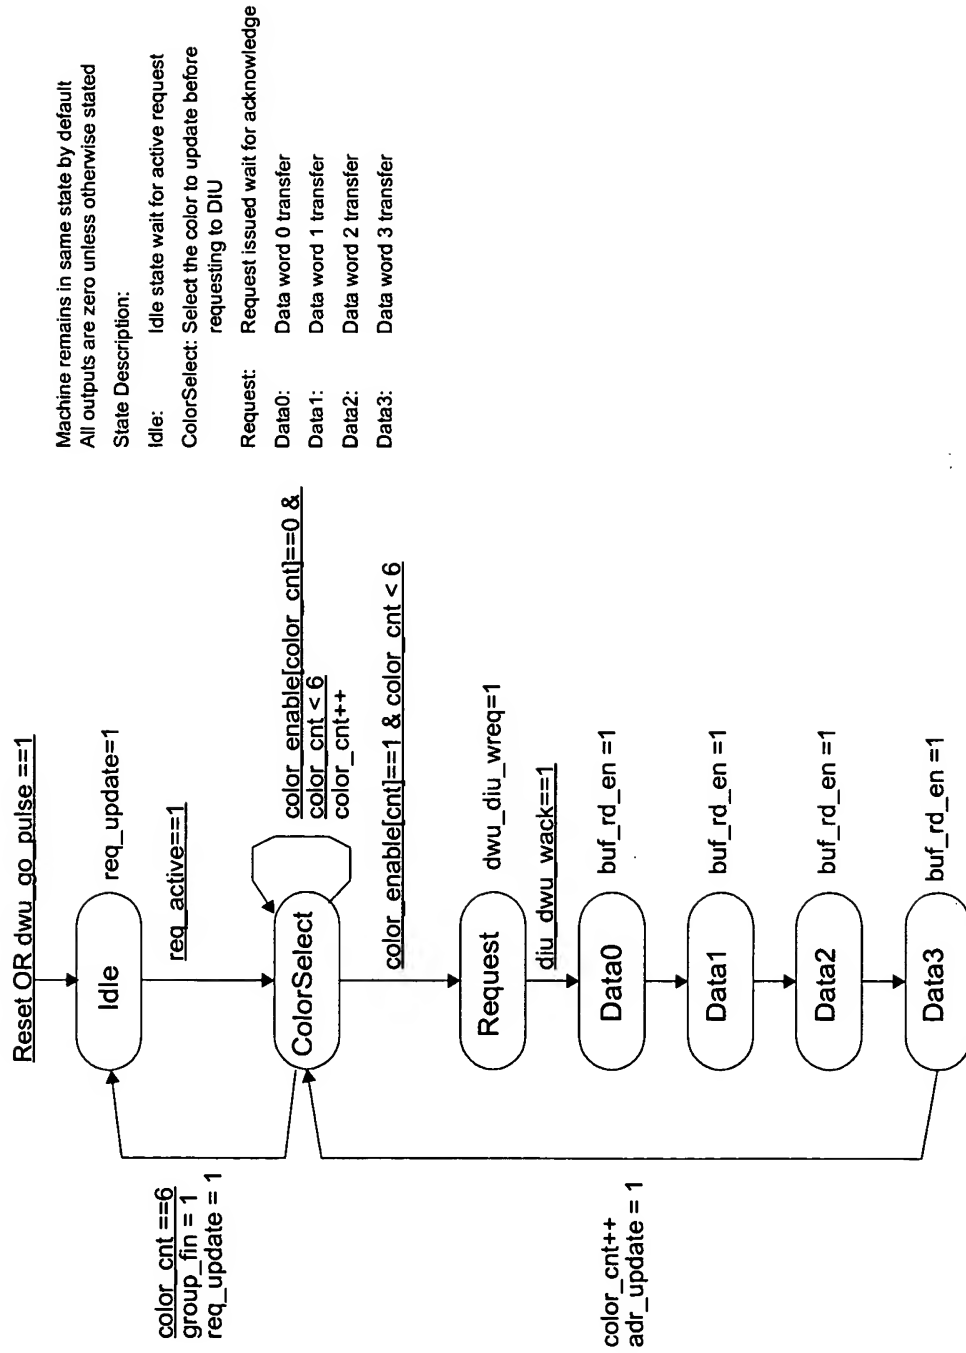 Machine remains in same state by default
All outputs are zero unless otherwise stated
State Description:
Idle: Idle state wait for active request
ColorSelect: Select the color to update before
requesting to DIU
Request: Request issued wait for acknowledge
Data0: Data word 0 transfer
Data1: Data word 1 transfer
Data2: Data word 2 transfer
Data3: Data word 3 transfer
Reset OR dwu_go_pulse ==1
Idle
req_update=1
req_active==1
ColorSelect
color_enable[color_cnt]==0 &
color_cnt < 6
color_cnt++
color_enable[cnt]==1 & color_cnt < 6
Request
dwu_diu_wreq=1
diu_dwu_wack==1
Data0
buf_rd_en =1
Data1
buf_rd_en =1
Data2
buf_rd_en =1
Data3
buf_rd_en =1
color_cnt ==6
group_fin = 1
req_update = 1
color_cnt++
adr_update = 1